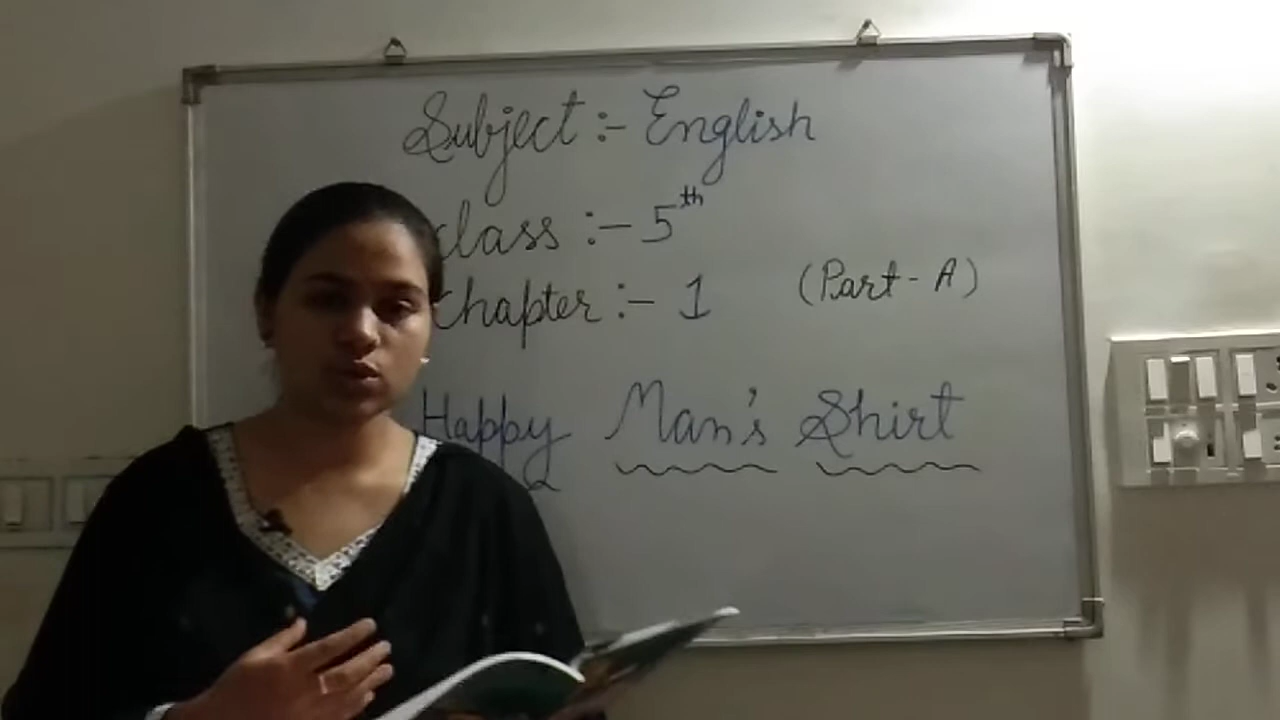 Subject :- English
Class :- 5th
Chapter :- 1 (Part - A)
Happy Man's Shirt